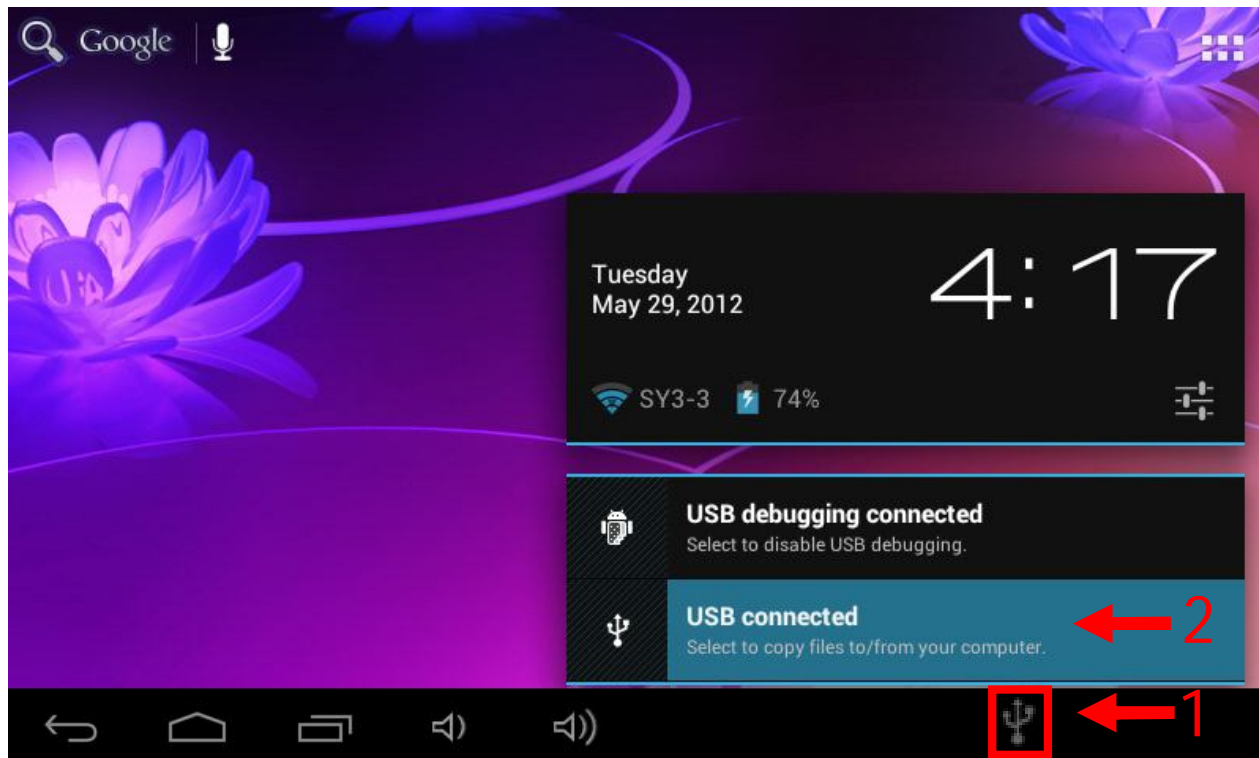 Google
Tuesday
May 29, 2012
4:17
SY3-3 74%
USB debugging connected
Select to disable USB debugging.
USB connected
Select to copy files to/from your computer.
2
1